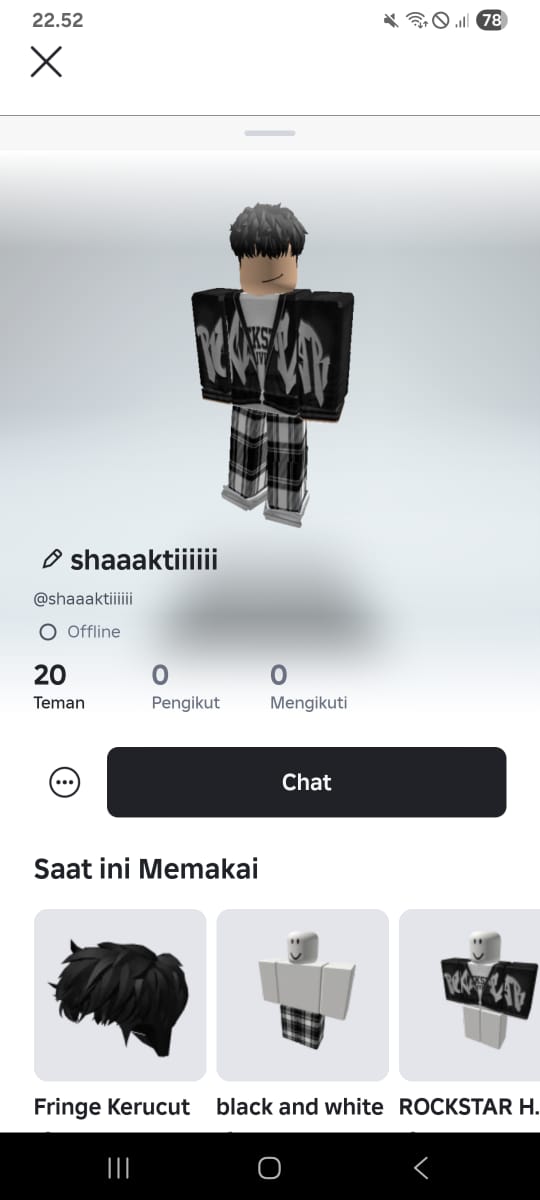 22.52
78
shaaaktiiiiii
@shaaaktiiiiii
Offline
20
0
0
Teman
Pengikut
Mengikuti
Chat
Saat ini Memakai
Fringe Kerucut
black and white
ROCKSTAR H.